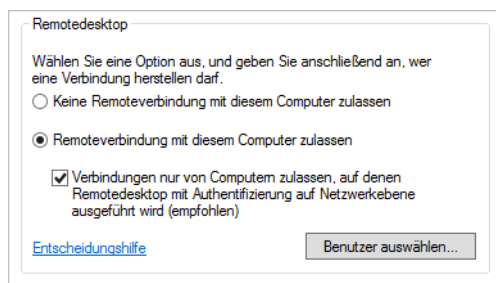 Remotedesktop
Wählen Sie eine Option aus, und geben Sie anschließend an, wer
eine Verbindung herstellen darf.
Keine Remoteverbindung mit diesem Computer zulassen
Remoteverbindung mit diesem Computer zulassen
Verbindungen nur von Computern zulassen, auf denen
Remotedesktop mit Authentifizierung auf Netzwerkebene
ausgeführt wird (empfohlen)
Entscheidungshilfe
Benutzer auswählen...